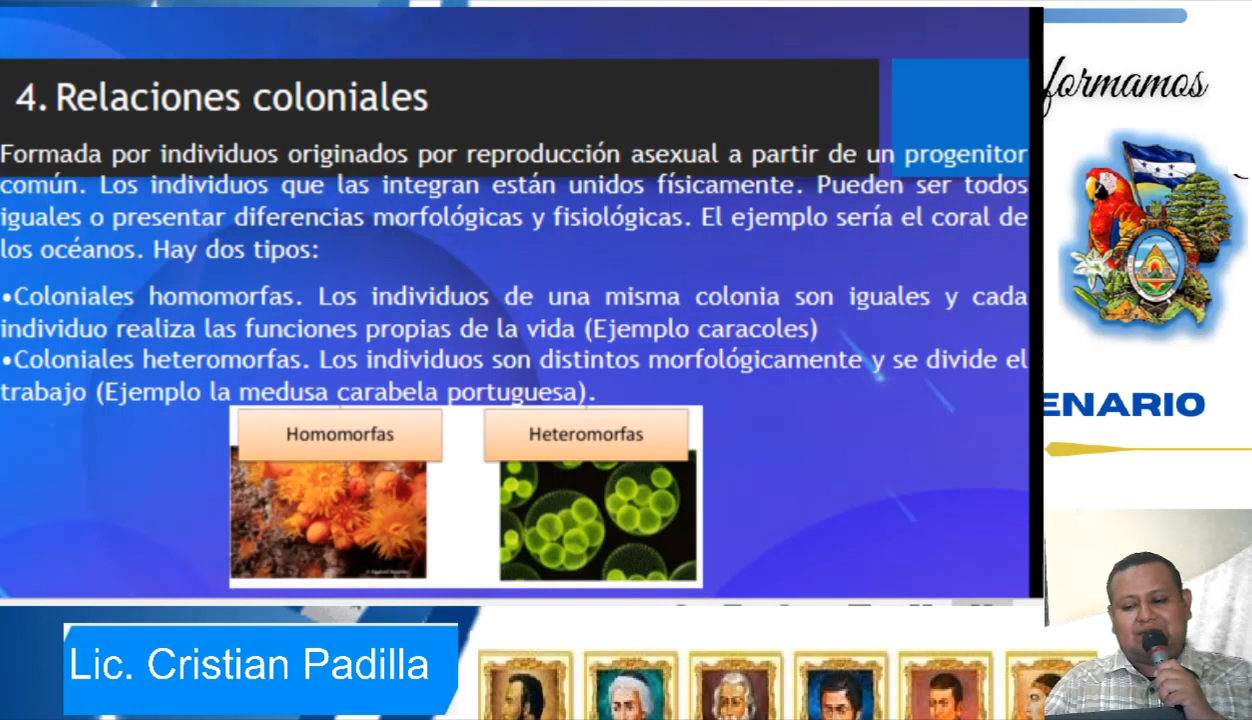 formamos
4. Relaciones coloniales
Formada por individuos originados por reproducción asexual a partir de un progenitor
común. Los individuos que las integran están unidos físicamente. Pueden ser todos
iguales o presentar diferencias morfológicas y fisiológicas. El ejemplo sería el coral de
los océanos. Hay dos tipos:
•Coloniales homomorfas. Los individuos de una misma colonia son iguales y cada
individuo realiza las funciones propias de la vida (Ejemplo caracoles)
•Coloniales heteromorfas. Los individuos son distintos morfológicamente y se divide el
trabajo (Ejemplo la medusa carabela portuguesa).
Homomorfas
Heteromorfas
ENARIO
Lic. Cristian Padilla